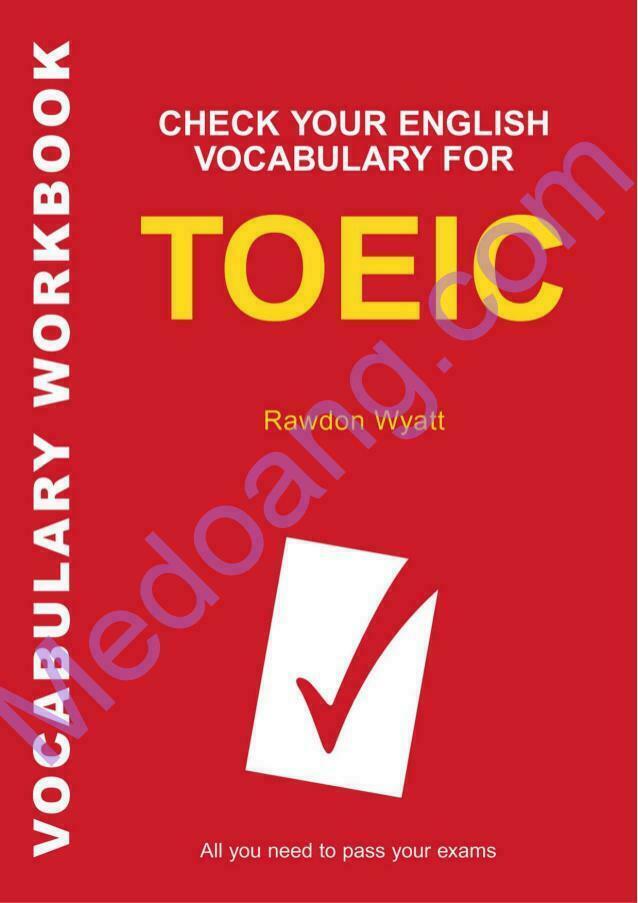 VOCABULARY WORKBOOK
CHECK YOUR ENGLISH
VOCABULARY FOR
TOEIC
Rawdon Wyatt
Medoang.com
All you need to pass your exams